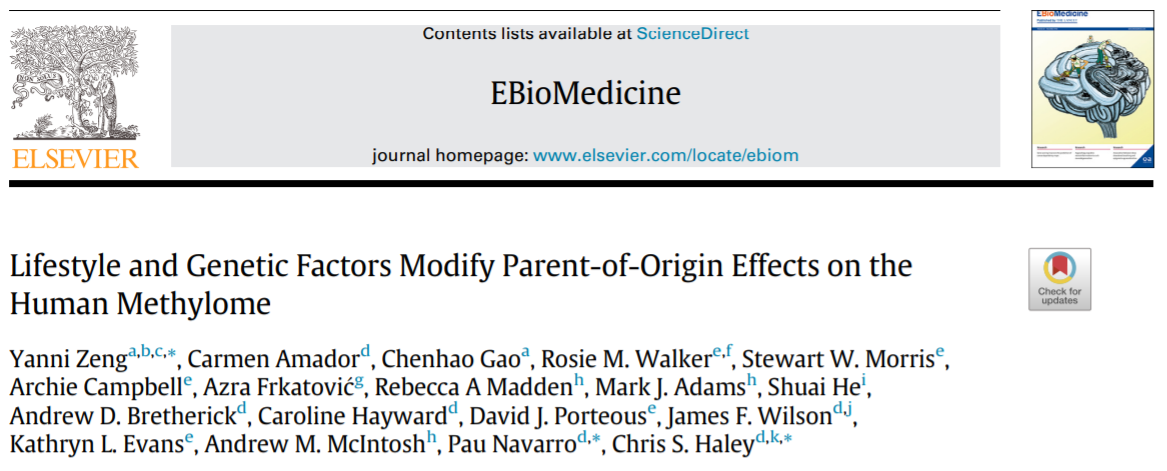 Contents lists available at ScienceDirect
EBioMedicine
EBioMedicine
journal homepage: www.elsevier.com/locate/ebiom
ELSEVIER
Lifestyle and Genetic Factors Modify Parent-of-Origin Effects on the
Human Methylome
Check for
updates
Yanni Zeng a,b,c,*, Carmen Amador d, Chenhao Gao a, Rosie M. Walker e,f, Stewart W. Morris e,
Archie Campbell e, Azra Frkatović g, Rebecca A Madden h, Mark J. Adams h, Shuai He i,
Andrew D. Bretherick d, Caroline Hayward d, David J. Porteous e, James F. Wilson d,j,
Kathryn L. Evans e, Andrew M. McIntosh h, Pau Navarro d,*, Chris S. Haley d,k,*